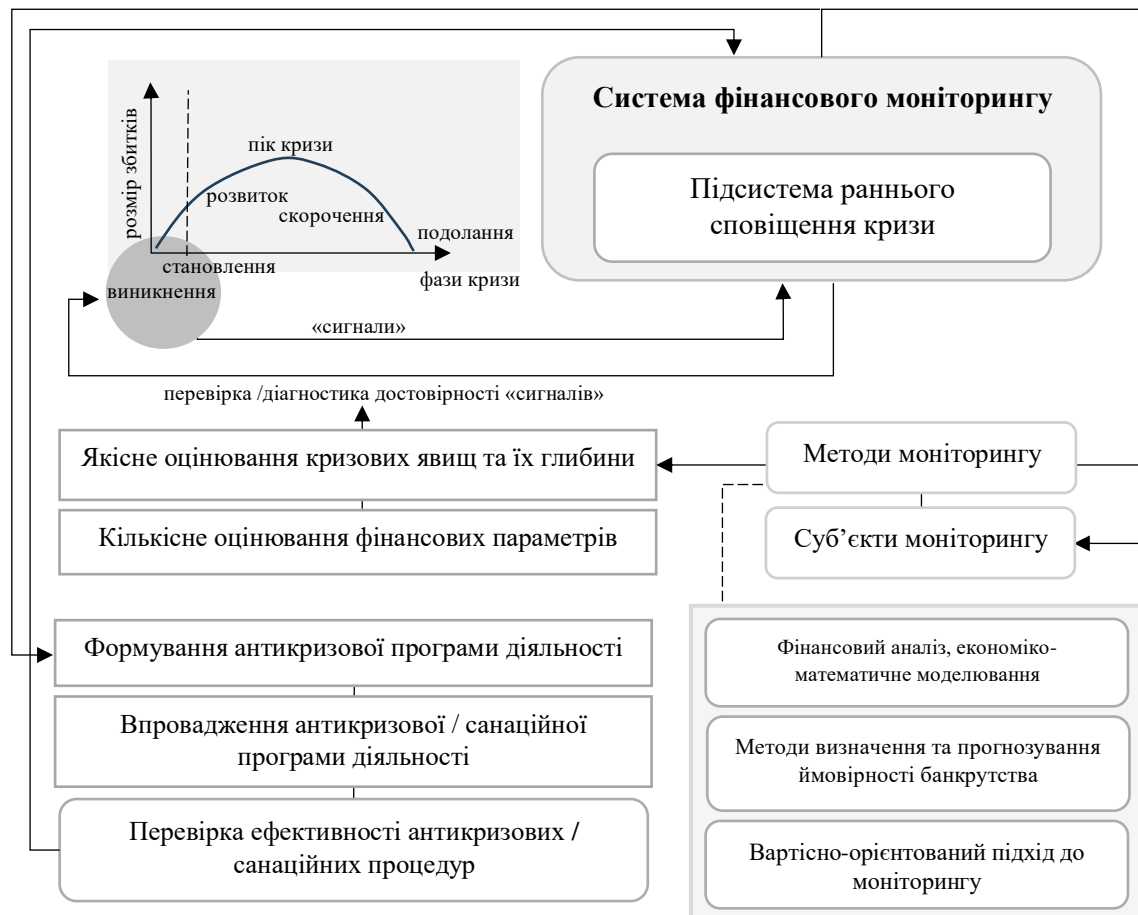 Система фінансового моніторингу
Підсистема раннього
сповіщення кризи
розмір збитків
пік кризи
розвиток
скорочення
подолання
становлення
фази кризи
виникнення
«сигнали»
перевірка /діагностика достовірності «сигналів»
Якісне оцінювання кризових явищ та їх глибини
Кількісне оцінювання фінансових параметрів
Методи моніторингу
Суб’єкти моніторингу
Формування антикризової програми діяльності
Впровадження антикризової / санаційної
програми діяльності
Перевірка ефективності антикризових /
санаційних процедур
Фінансовий аналіз, економіко-
математичне моделювання
Методи визначення та прогнозування
ймовірності банкрутства
Вартісно-орієнтований підхід до
моніторингу